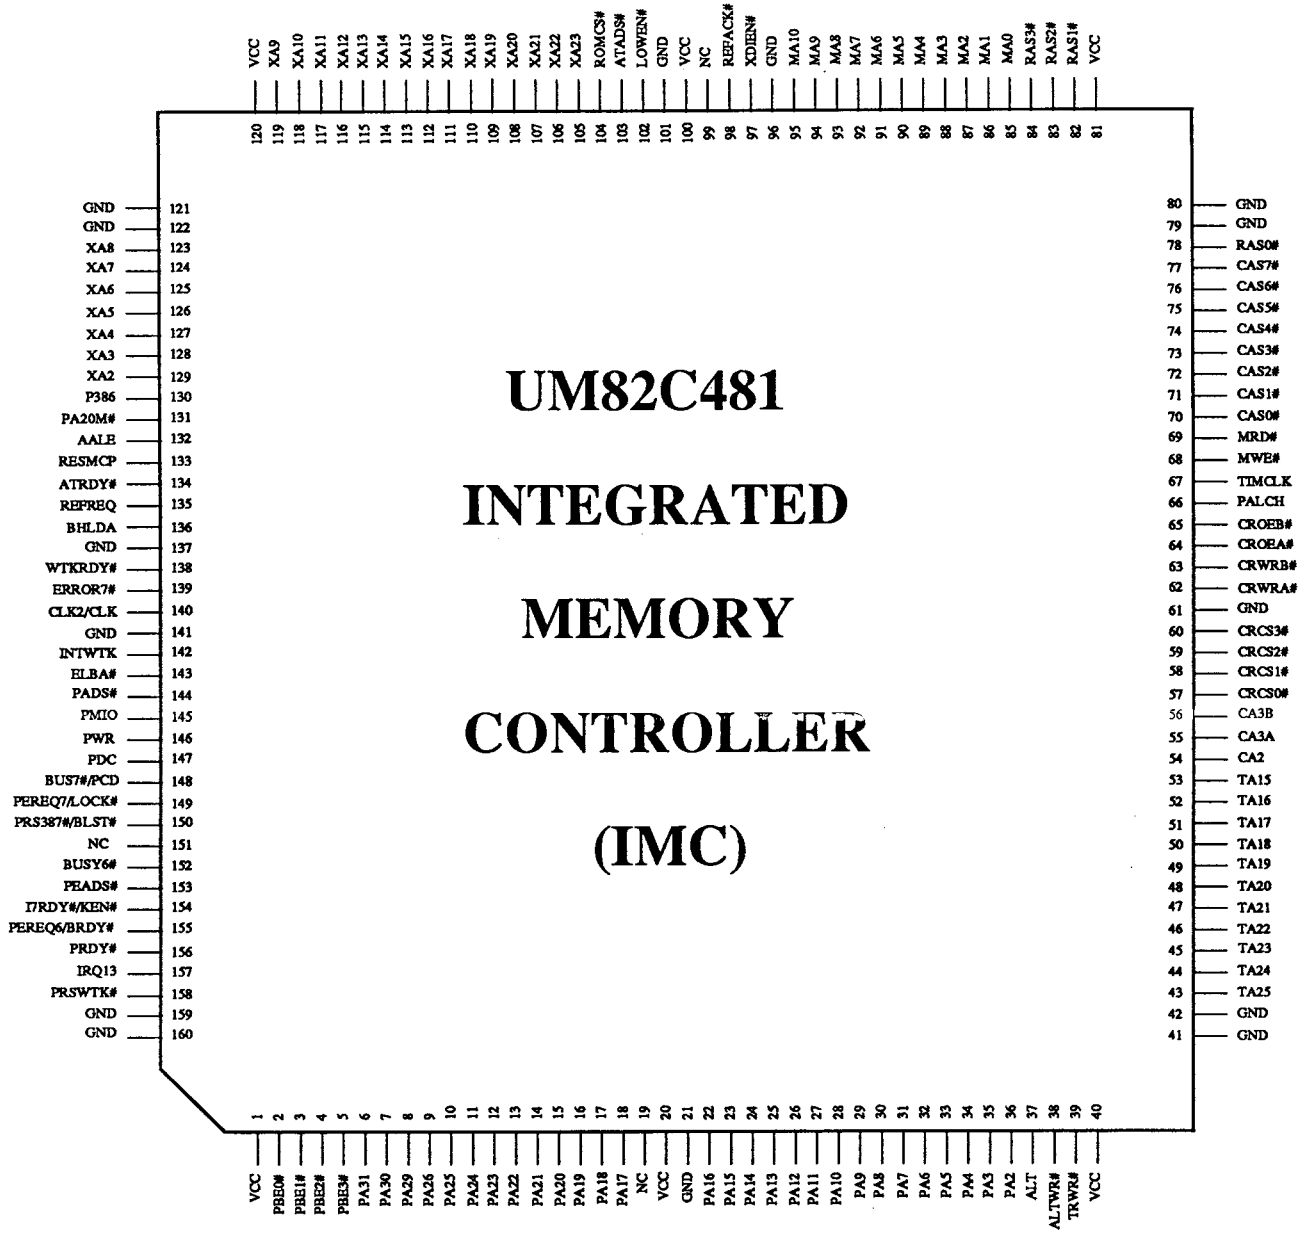 VCC XA9 XA10 XA11 XA12 XA13 XA14 XA15 XA16 XA17 XA18 XA19 XA20 XA21 XA22 XA23 ROMCS# ATADS# LOWEN# GND VCC NC REFACK# XDIEN# GND MA10 MA9 MA8 MA7 MA6 MA5 MA4 MA3 MA2 MA1 MA0 RAS3# RAS2# RAS1# VCC
120 119 118 117 116 115 114 113 112 111 110 109 108 107 106 105 104 103 102 101 100 99 98 97 96 95 94 93 92 91 90 89 88 87 86 85 84 83 82 81
GND 121
GND 122
XA8 123
XA7 124
XA6 125
XA5 126
XA4 127
XA3 128
XA2 129
P386 130
PA20M# 131
AALE 132
RESMCP 133
ATRDY# 134
REFREQ 135
BHLDA 136
GND 137
WTKRDY# 138
ERROR7# 139
CLK2/CLK 140
GND 141
INTWTK 142
ELBA# 143
PADS# 144
PMIO 145
PWR 146
PDC 147
BUS7#/PCD 148
PEREQ7/LOCK# 149
PRS387#/BLST# 150
NC 151
BUSY6# 152
PEADS# 153
I7RDY#/KEN# 154
PEREQ6/BRDY# 155
PRDY# 156
IRQ13 157
PRSWTK# 158
GND 159
GND 160
UM82C481
INTEGRATED
MEMORY
CONTROLLER
(IMC)
80 GND
79 GND
78 RAS0#
77 CAS7#
76 CAS6#
75 CAS5#
74 CAS4#
73 CAS3#
72 CAS2#
71 CAS1#
70 CAS0#
69 MRD#
68 MWE#
67 TIMCLK
66 PALCH
65 CROEB#
64 CROEA#
63 CRWRB#
62 CRWRA#
61 GND
60 CRCS3#
59 CRCS2#
58 CRCS1#
57 CRCS0#
56 CA3B
55 CA3A
54 CA2
53 TA15
52 TA16
51 TA17
50 TA18
49 TA19
48 TA20
47 TA21
46 TA22
45 TA23
44 TA24
43 TA25
42 GND
41 GND
1 2 3 4 5 6 7 8 9 10 11 12 13 14 15 16 17 18 19 20 21 22 23 24 25 26 27 28 29 30 31 32 33 34 35 36 37 38 39 40
VCC PBE0# PBE1# PBE2# PBE3# PA31 PA30 PA29 PA26 PA25 PA24 PA23 PA22 PA21 PA20 PA19 PA18 PA17 NC VCC GND PA16 PA15 PA14 PA13 PA12 PA11 PA10 PA9 PA8 PA7 PA6 PA5 PA4 PA3 PA2 ALT ALTWR# TRWR# VCC